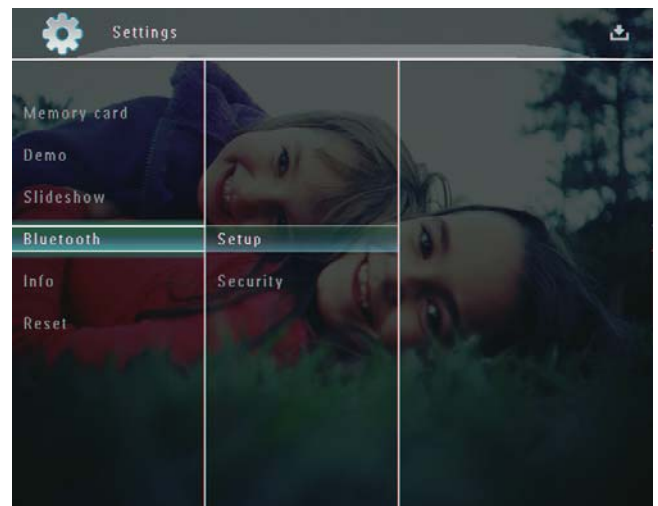 Settings
Memory card
Demo
Slideshow
Bluetooth
Setup
Info
Security
Reset